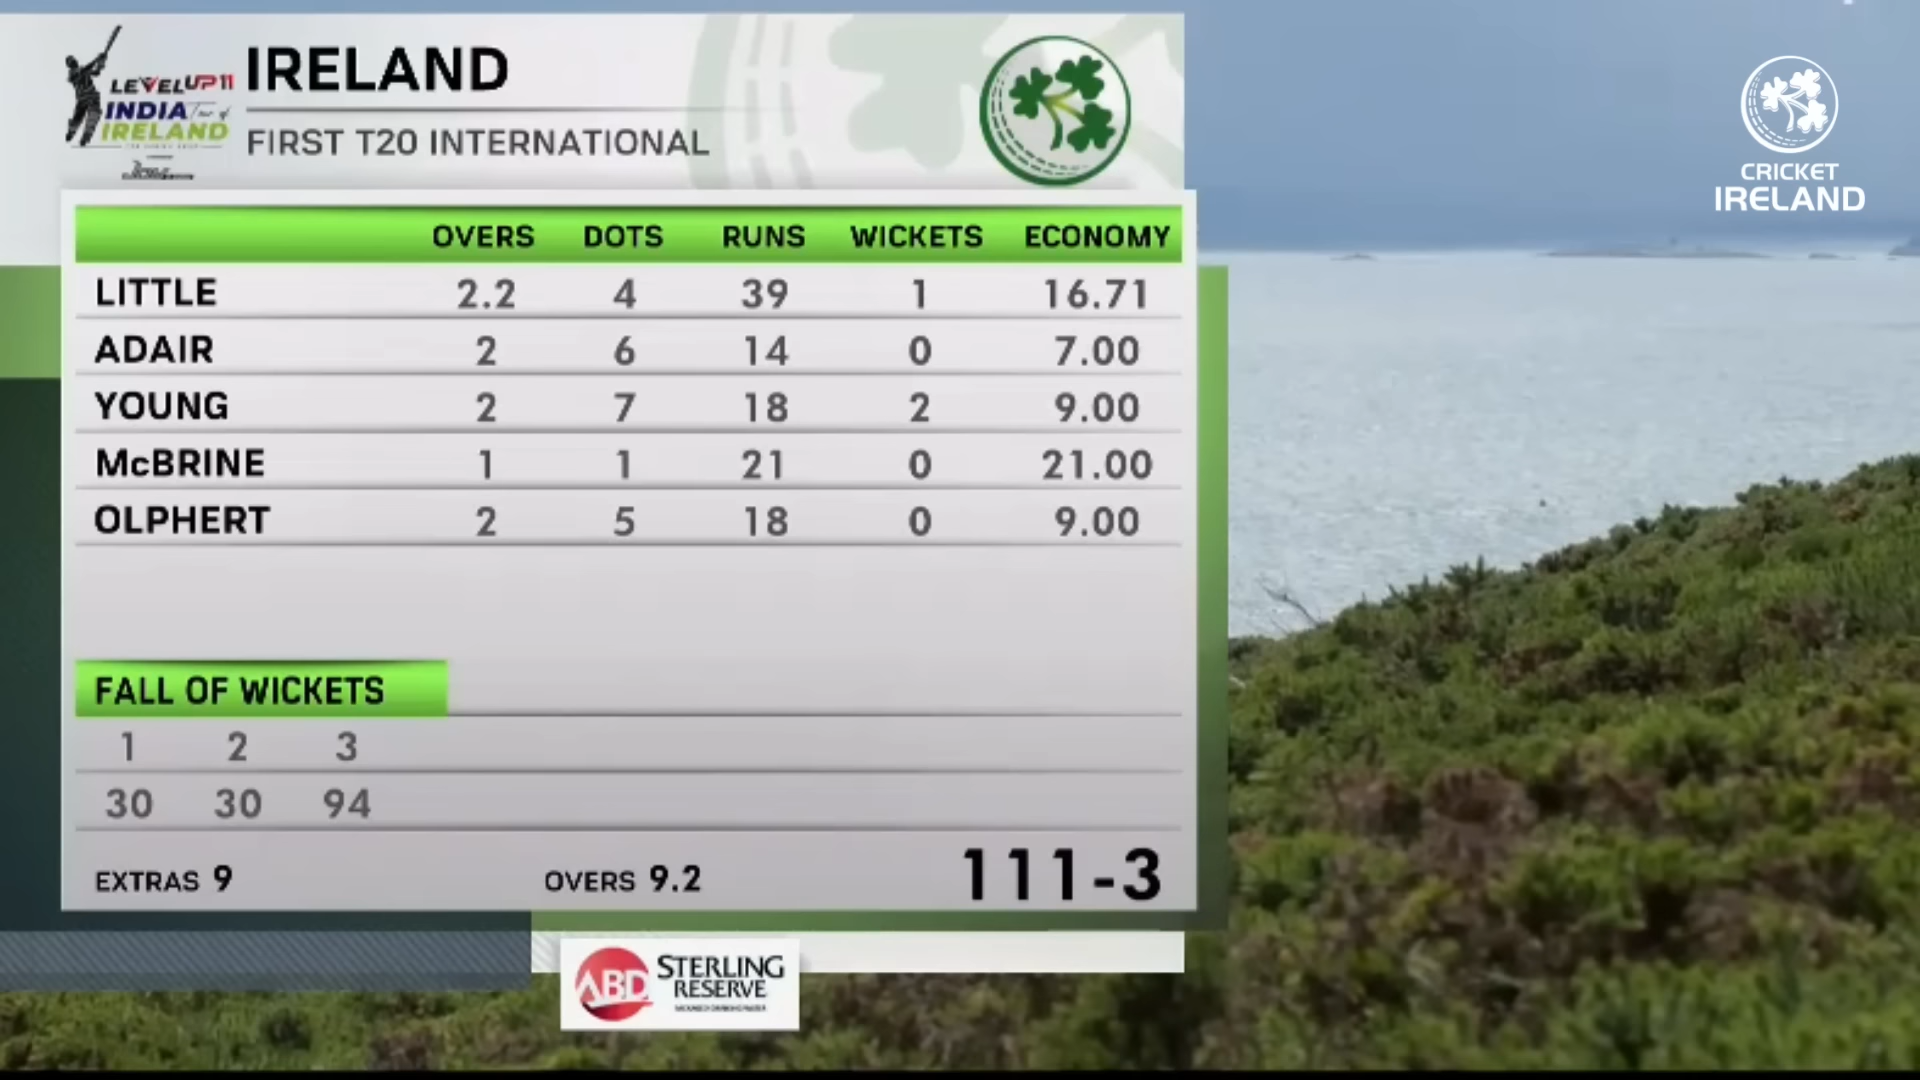 LEVELUP11
INDIA Tour of
IRELAND
IRELAND
FIRST T20 INTERNATIONAL
CRICKET
IRELAND
OVERS DOTS RUNS WICKETS ECONOMY
LITTLE 2.2 4 39 1 16.71
ADAIR 2 6 14 0 7.00
YOUNG 2 7 18 2 9.00
McBRINE 1 1 21 0 21.00
OLPHERT 2 5 18 0 9.00
FALL OF WICKETS
1 2 3
30 30 94
EXTRAS 9 OVERS 9.2 111-3
ABD STERLING
RESERVE